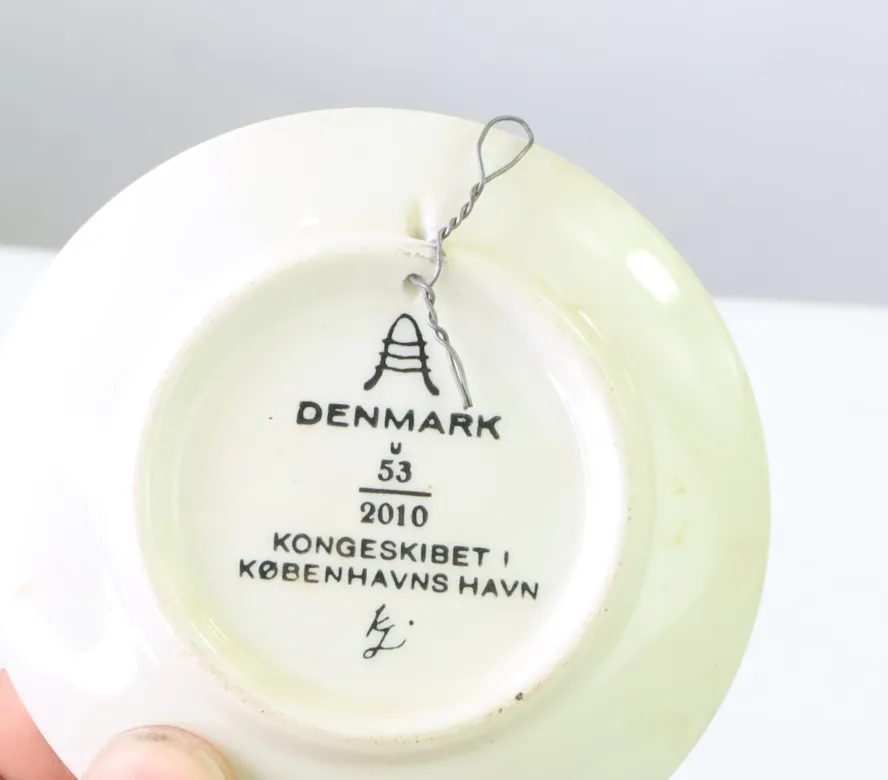 DENMARK
U
53
2010
KONGESKIBET I
KØBENHAVNS HAVN